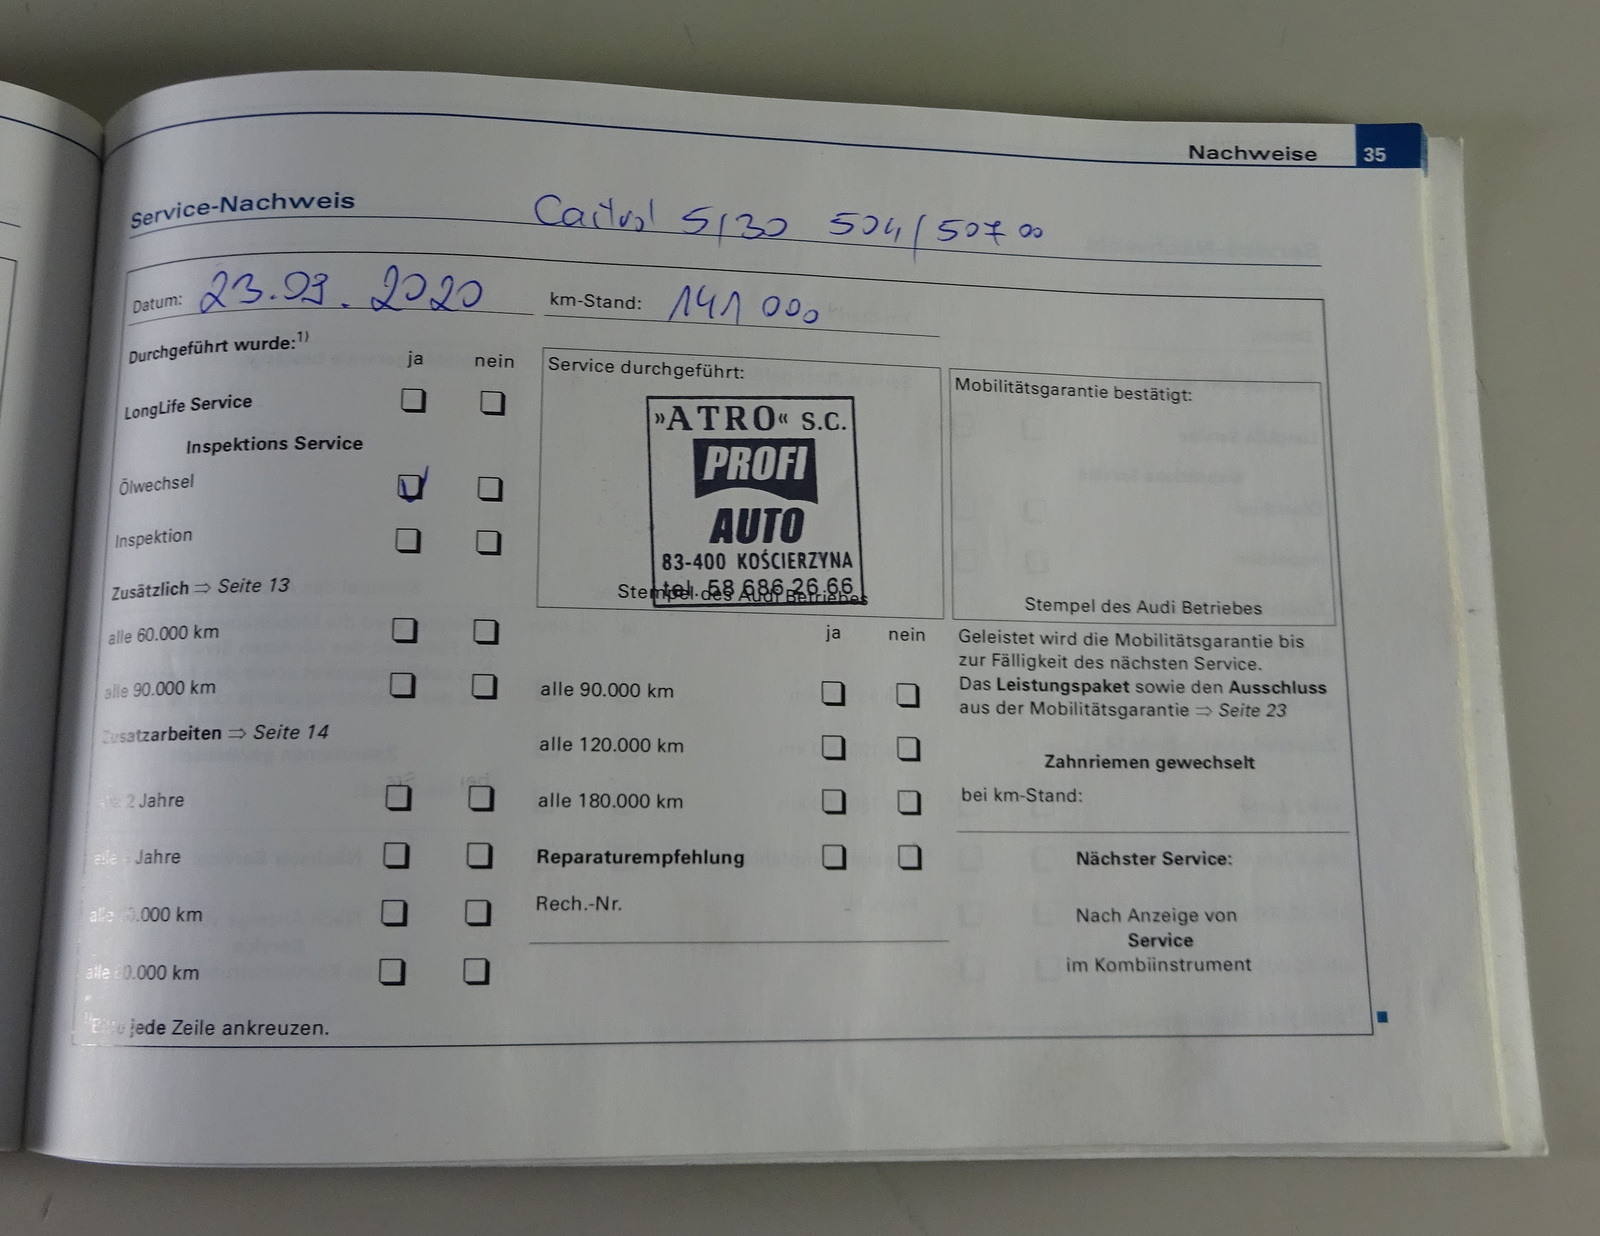 Nachweise 35
Service-Nachweis
Castrol 5/30 504/507 00
Datum: 23.09.2020
km-Stand: 141 000
Durchgeführt wurde:1)
ja nein
LongLife Service
Inspektions Service
Ölwechsel
Inspektion
Zusätzlich ⇒ Seite 13
alle 60.000 km
alle 90.000 km
Zusatzarbeiten ⇒ Seite 14
2 Jahre
alle Jahre
.000 km
alle 0.000 km
jede Zeile ankreuzen.
Service durchgeführt:
»ATRO« S.C.
PROFI
AUTO
83-400 KOŚCIERZYNA
tel. 58 686 26 66
Stempel des Audi Betriebes
ja nein
alle 90.000 km
alle 120.000 km
alle 180.000 km
Reparaturempfehlung
Rech.-Nr.
Mobilitätsgarantie bestätigt:
Stempel des Audi Betriebes
Geleistet wird die Mobilitätsgarantie bis
zur Fälligkeit des nächsten Service.
Das Leistungspaket sowie den Ausschluss
aus der Mobilitätsgarantie ⇒ Seite 23
Zahnriemen gewechselt
bei km-Stand:
Nächster Service:
Nach Anzeige von
Service
im Kombiinstrument